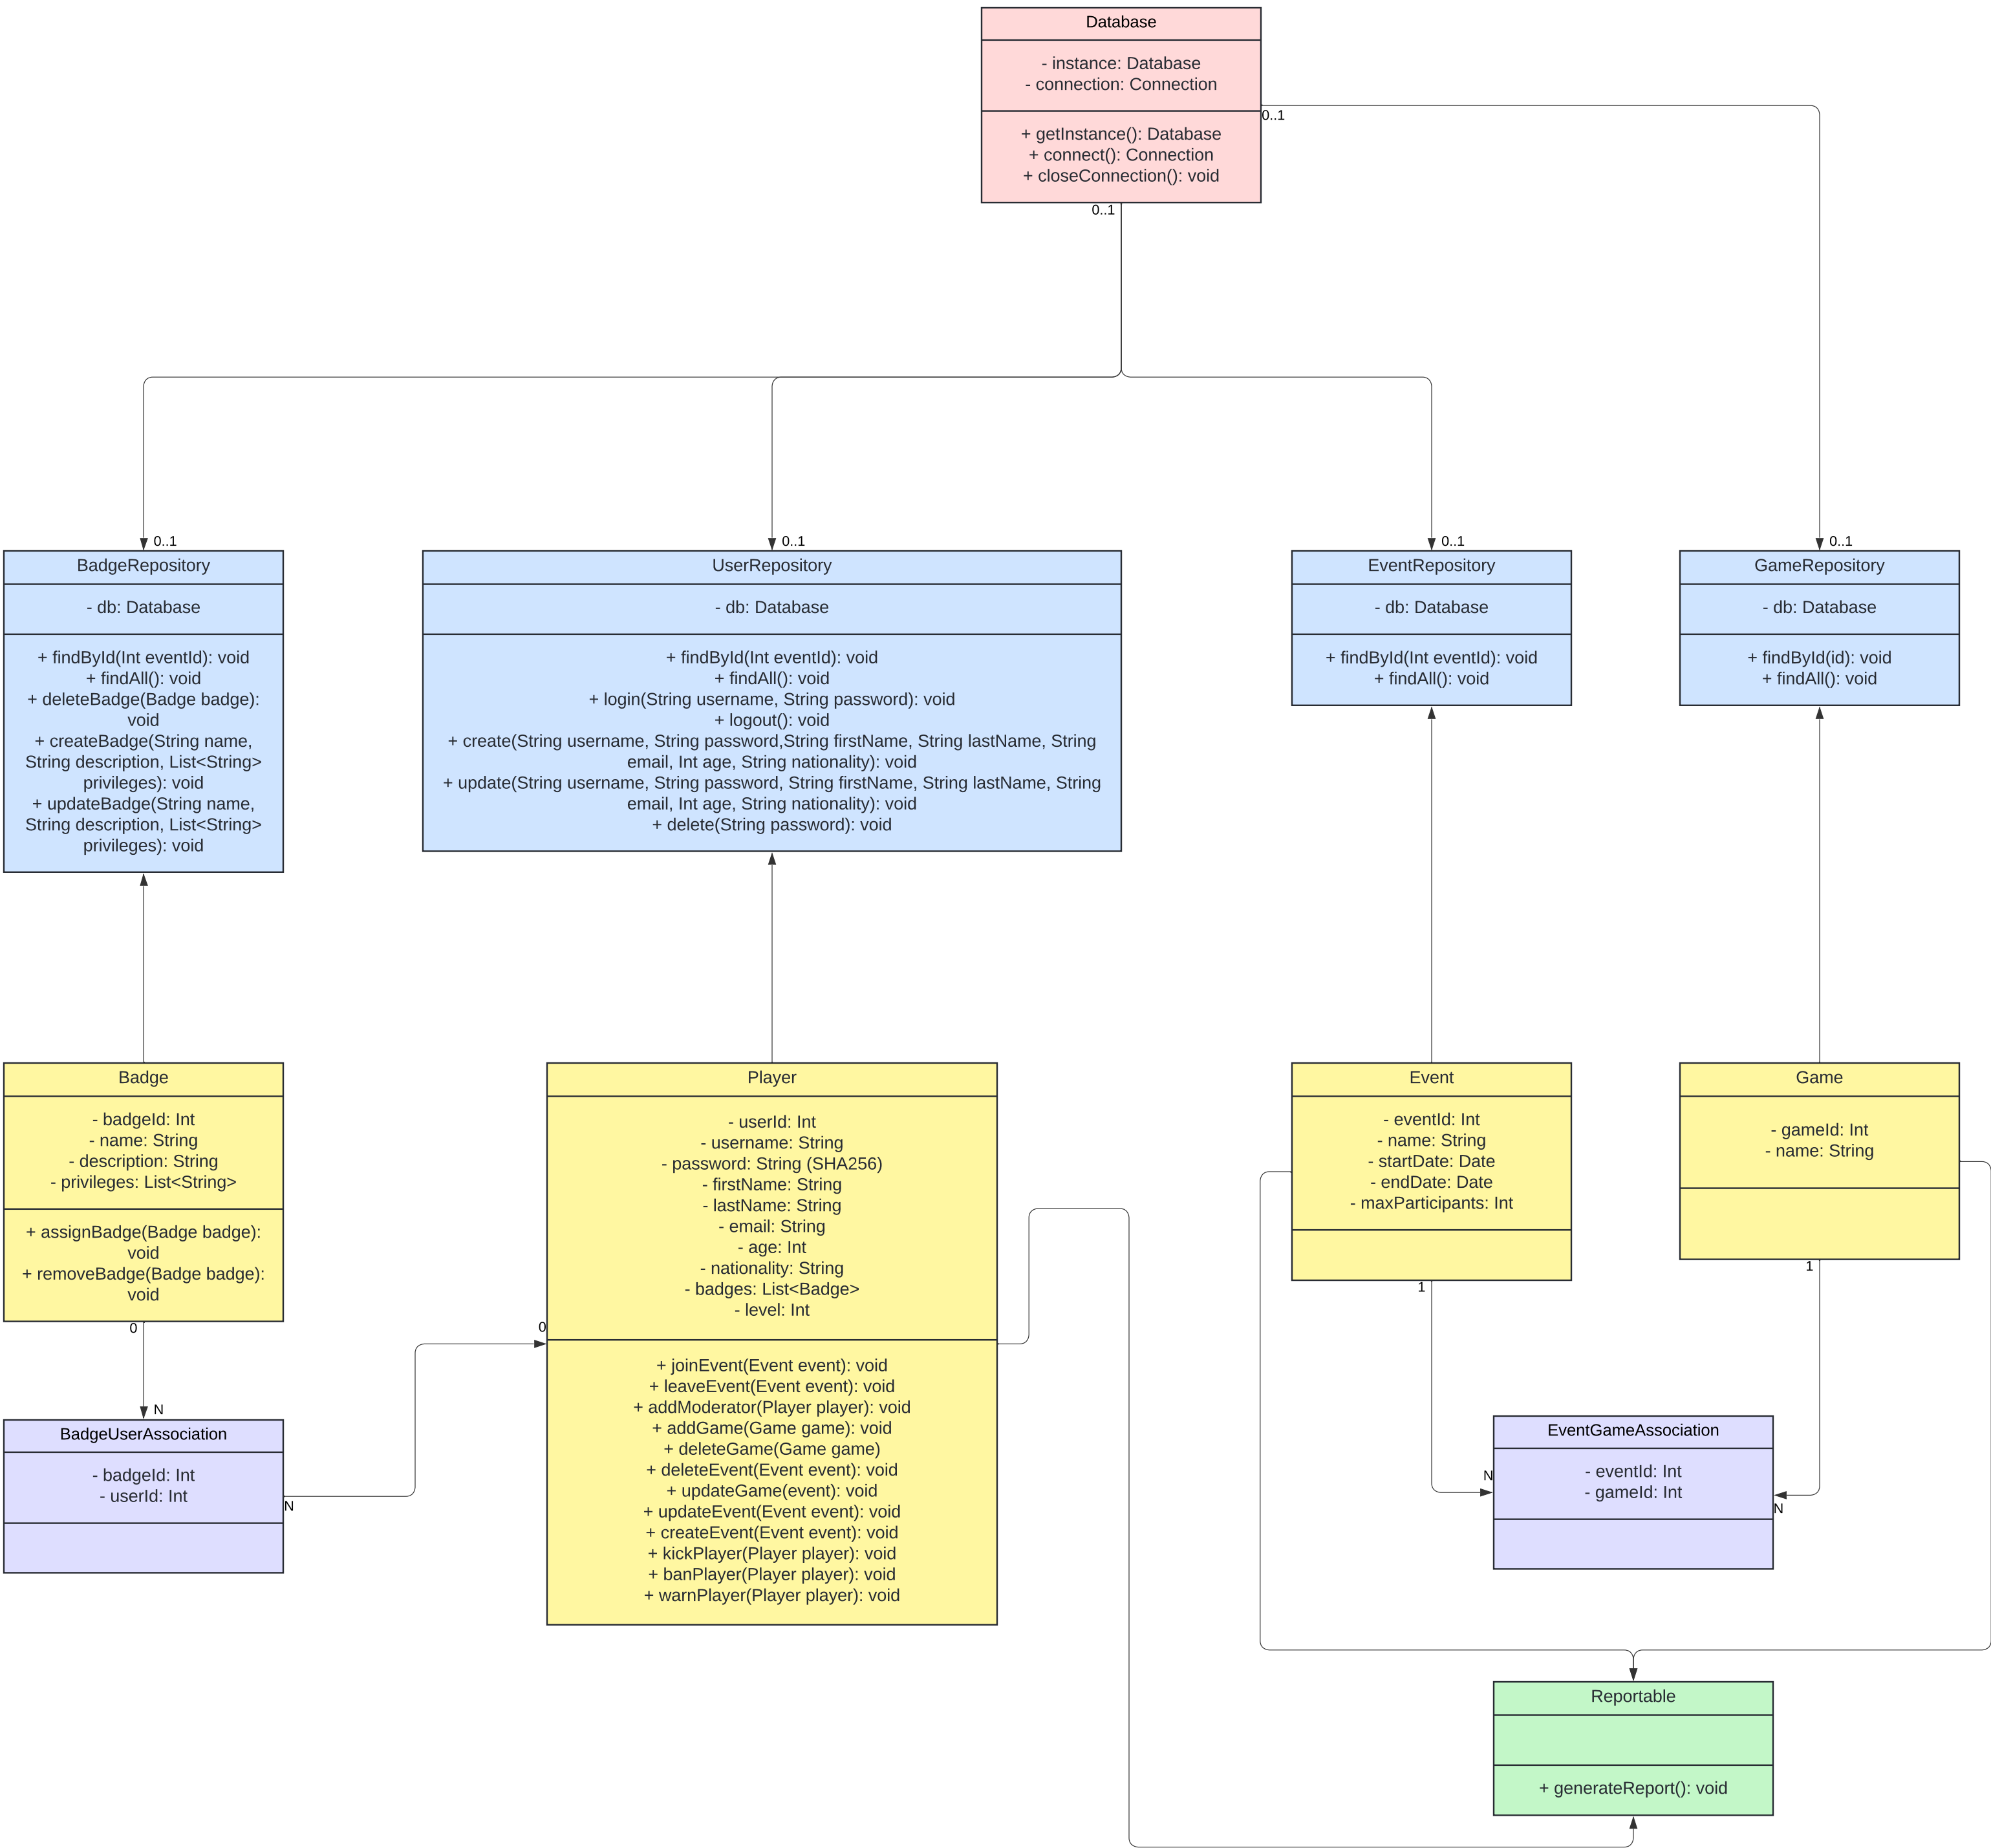 Database
- instance: Database
- connection: Connection
+ getInstance(): Database
+ connect(): Connection
+ closeConnection(): void
0..1
0..1
0..1
0..1
0..1
0..1
BadgeRepository
- db: Database
+ findById(Int eventId): void
+ findAll(): void
+ deleteBadge(Badge badge):
void
+ createBadge(String name,
String description, List<String>
privileges): void
+ updateBadge(String name,
String description, List<String>
privileges): void
UserRepository
- db: Database
+ findById(Int eventId): void
+ findAll(): void
+ login(String username, String password): void
+ logout(): void
+ create(String username, String password,String firstName, String lastName, String
email, Int age, String nationality): void
+ update(String username, String password, String firstName, String lastName, String
email, Int age, String nationality): void
+ delete(String password): void
EventRepository
- db: Database
+ findById(Int eventId): void
+ findAll(): void
GameRepository
- db: Database
+ findById(id): void
+ findAll(): void
Badge
- badgeId: Int
- name: String
- description: String
- privileges: List<String>
+ assignBadge(Badge badge):
void
+ removeBadge(Badge badge):
void
0
N
Player
- userId: Int
- username: String
- password: String (SHA256)
- firstName: String
- lastName: String
- email: String
- age: Int
- nationality: String
- badges: List<Badge>
- level: Int
0
+ joinEvent(Event event): void
+ leaveEvent(Event event): void
+ addModerator(Player player): void
+ addGame(Game game): void
+ deleteGame(Game game)
+ deleteEvent(Event event): void
+ updateGame(event): void
+ updateEvent(Event event): void
+ createEvent(Event event): void
+ kickPlayer(Player player): void
+ banPlayer(Player player): void
+ warnPlayer(Player player): void
Event
- eventId: Int
- name: String
- startDate: Date
- endDate: Date
- maxParticipants: Int
1
Game
- gameId: Int
- name: String
1
BadgeUserAssociation
- badgeId: Int
- userId: Int
N
EventGameAssociation
- eventId: Int
- gameId: Int
N
N
Reportable
+ generateReport(): void